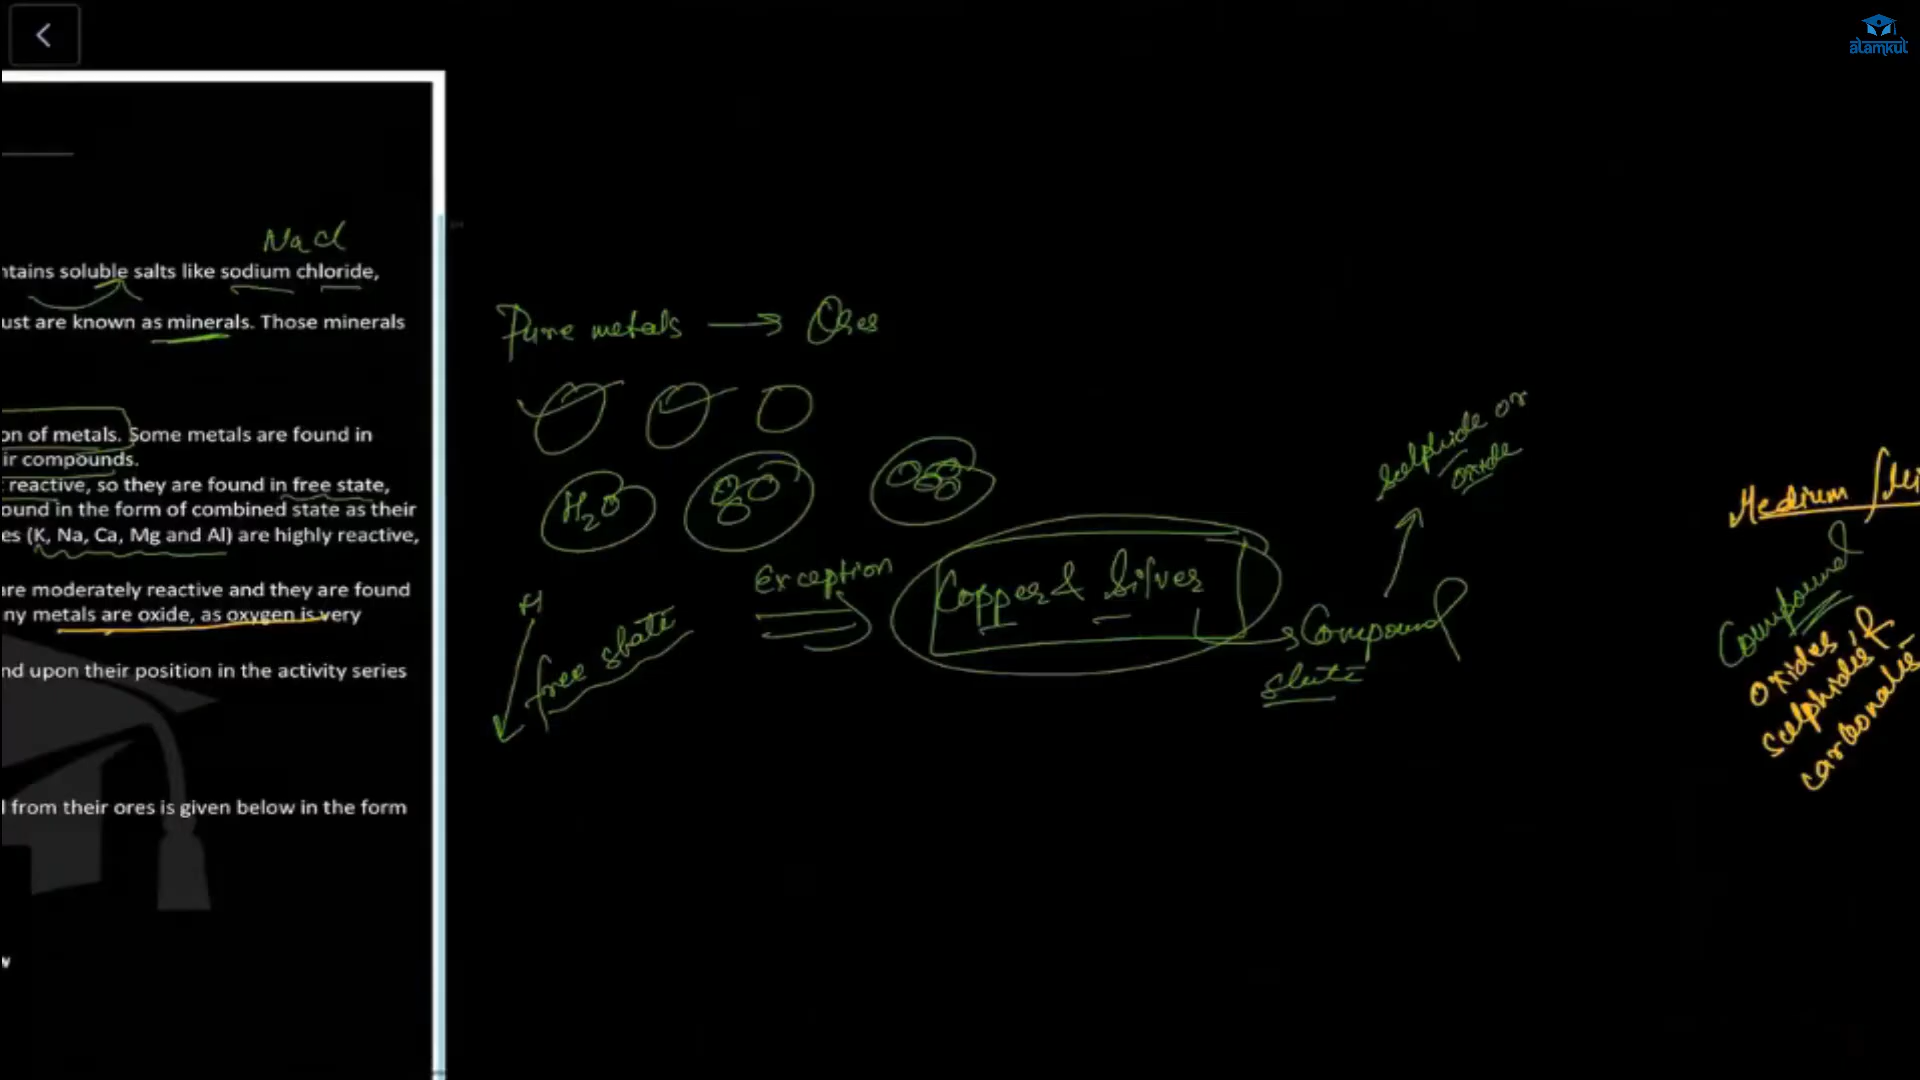 alamkut
NaCl
ntains soluble salts like sodium chloride,
ust are known as minerals. Those minerals
on of metals. Some metals are found in
ir compounds.
reactive, so they are found in free state,
ound in the form of combined state as their
es (K, Na, Ca, Mg and Al) are highly reactive,
are moderately reactive and they are found
ny metals are oxide, as oxygen is very
nd upon their position in the activity series
l from their ores is given below in the form
w
Pure metals → Ores
H2O
H
free state
Exception
Copper & Silver
Compound
state
Sulphide or
oxide
Medium
Compound
Oxides,
Sulphides &
carbonates